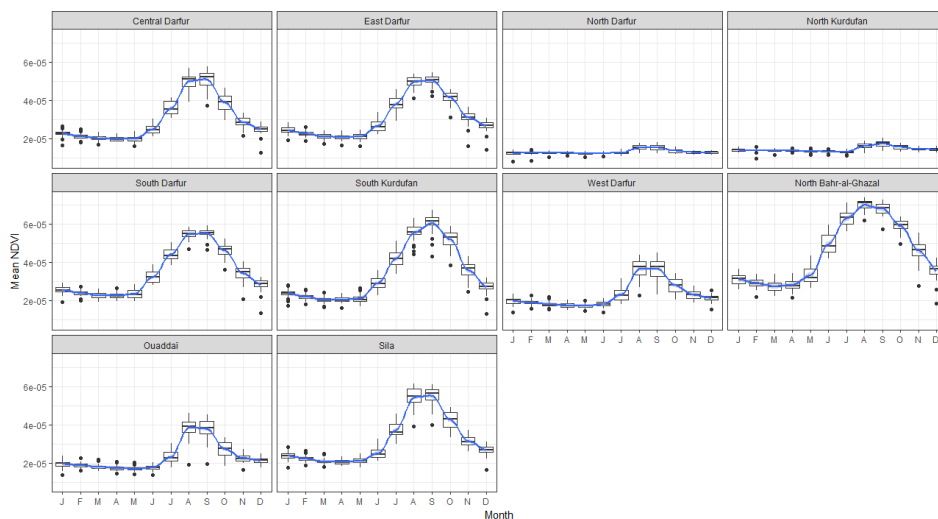 Central Darfur
East Darfur
North Darfur
North Kurdufan
6e-05
4e-05
2e-05
South Darfur
South Kurdufan
West Darfur
North Bahr-al-Ghazal
Mean NDVI
6e-05
4e-05
2e-05
J F M A M J J A S O N D
J F M A M J J A S O N D
Ouaddaï
Sila
6e-05
4e-05
2e-05
J F M A M J J A S O N D
J F M A M J J A S O N D
Month